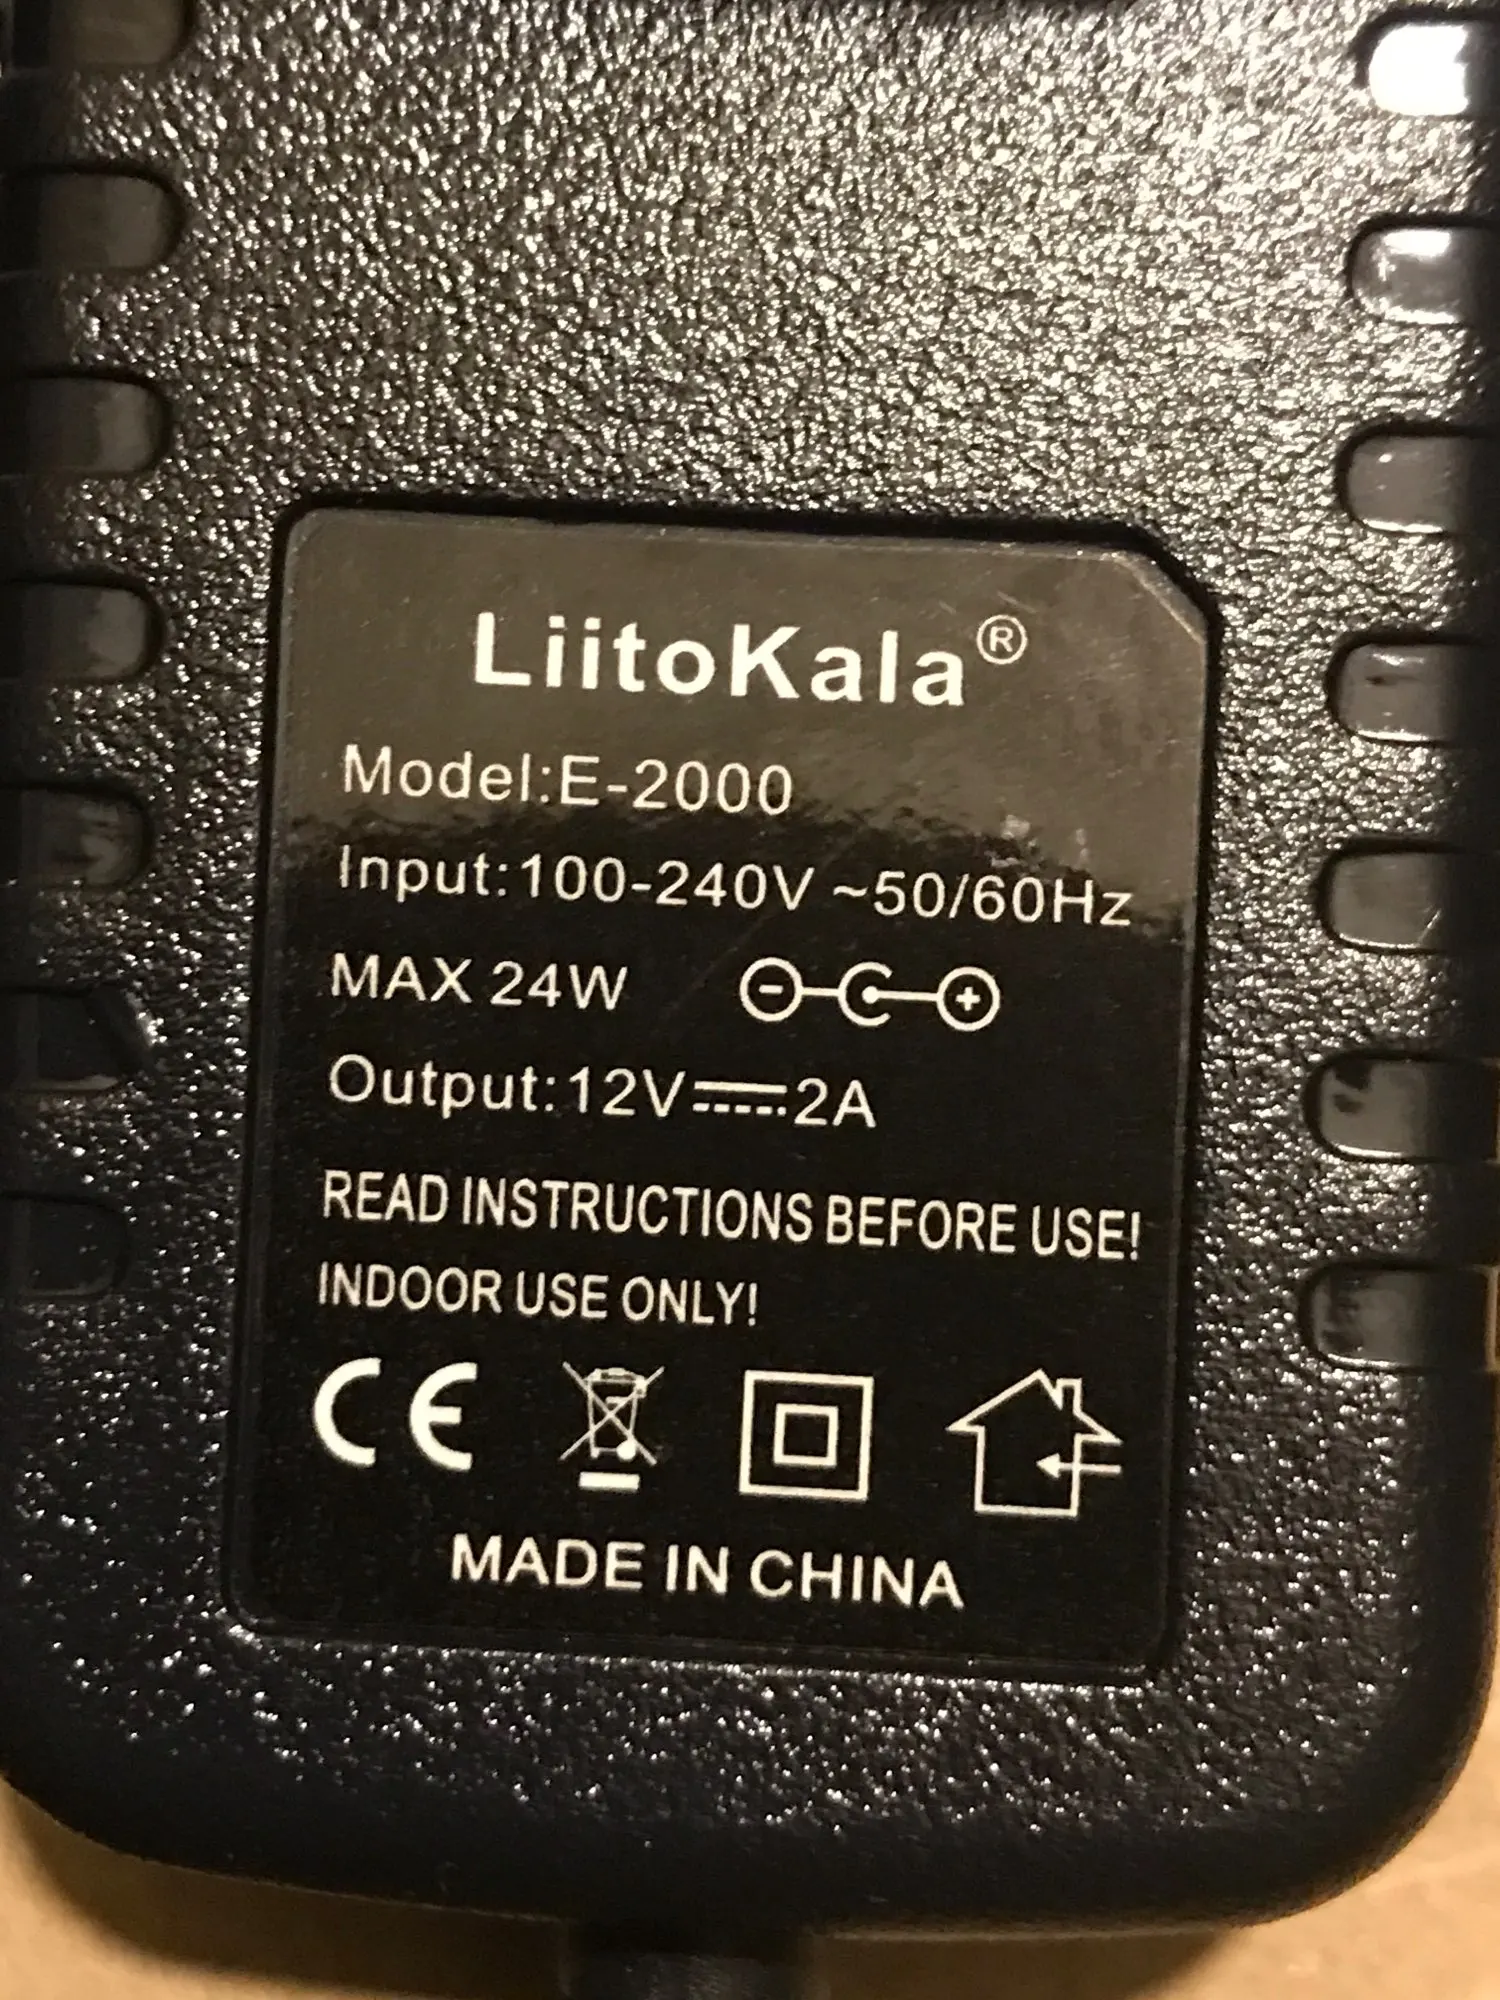 LiitoKala®
Model:E-2000
Input:100-240V ~50/60Hz
MAX 24W
Output:12V⎓2A
READ INSTRUCTIONS BEFORE USE!
INDOOR USE ONLY!
CE
MADE IN CHINA